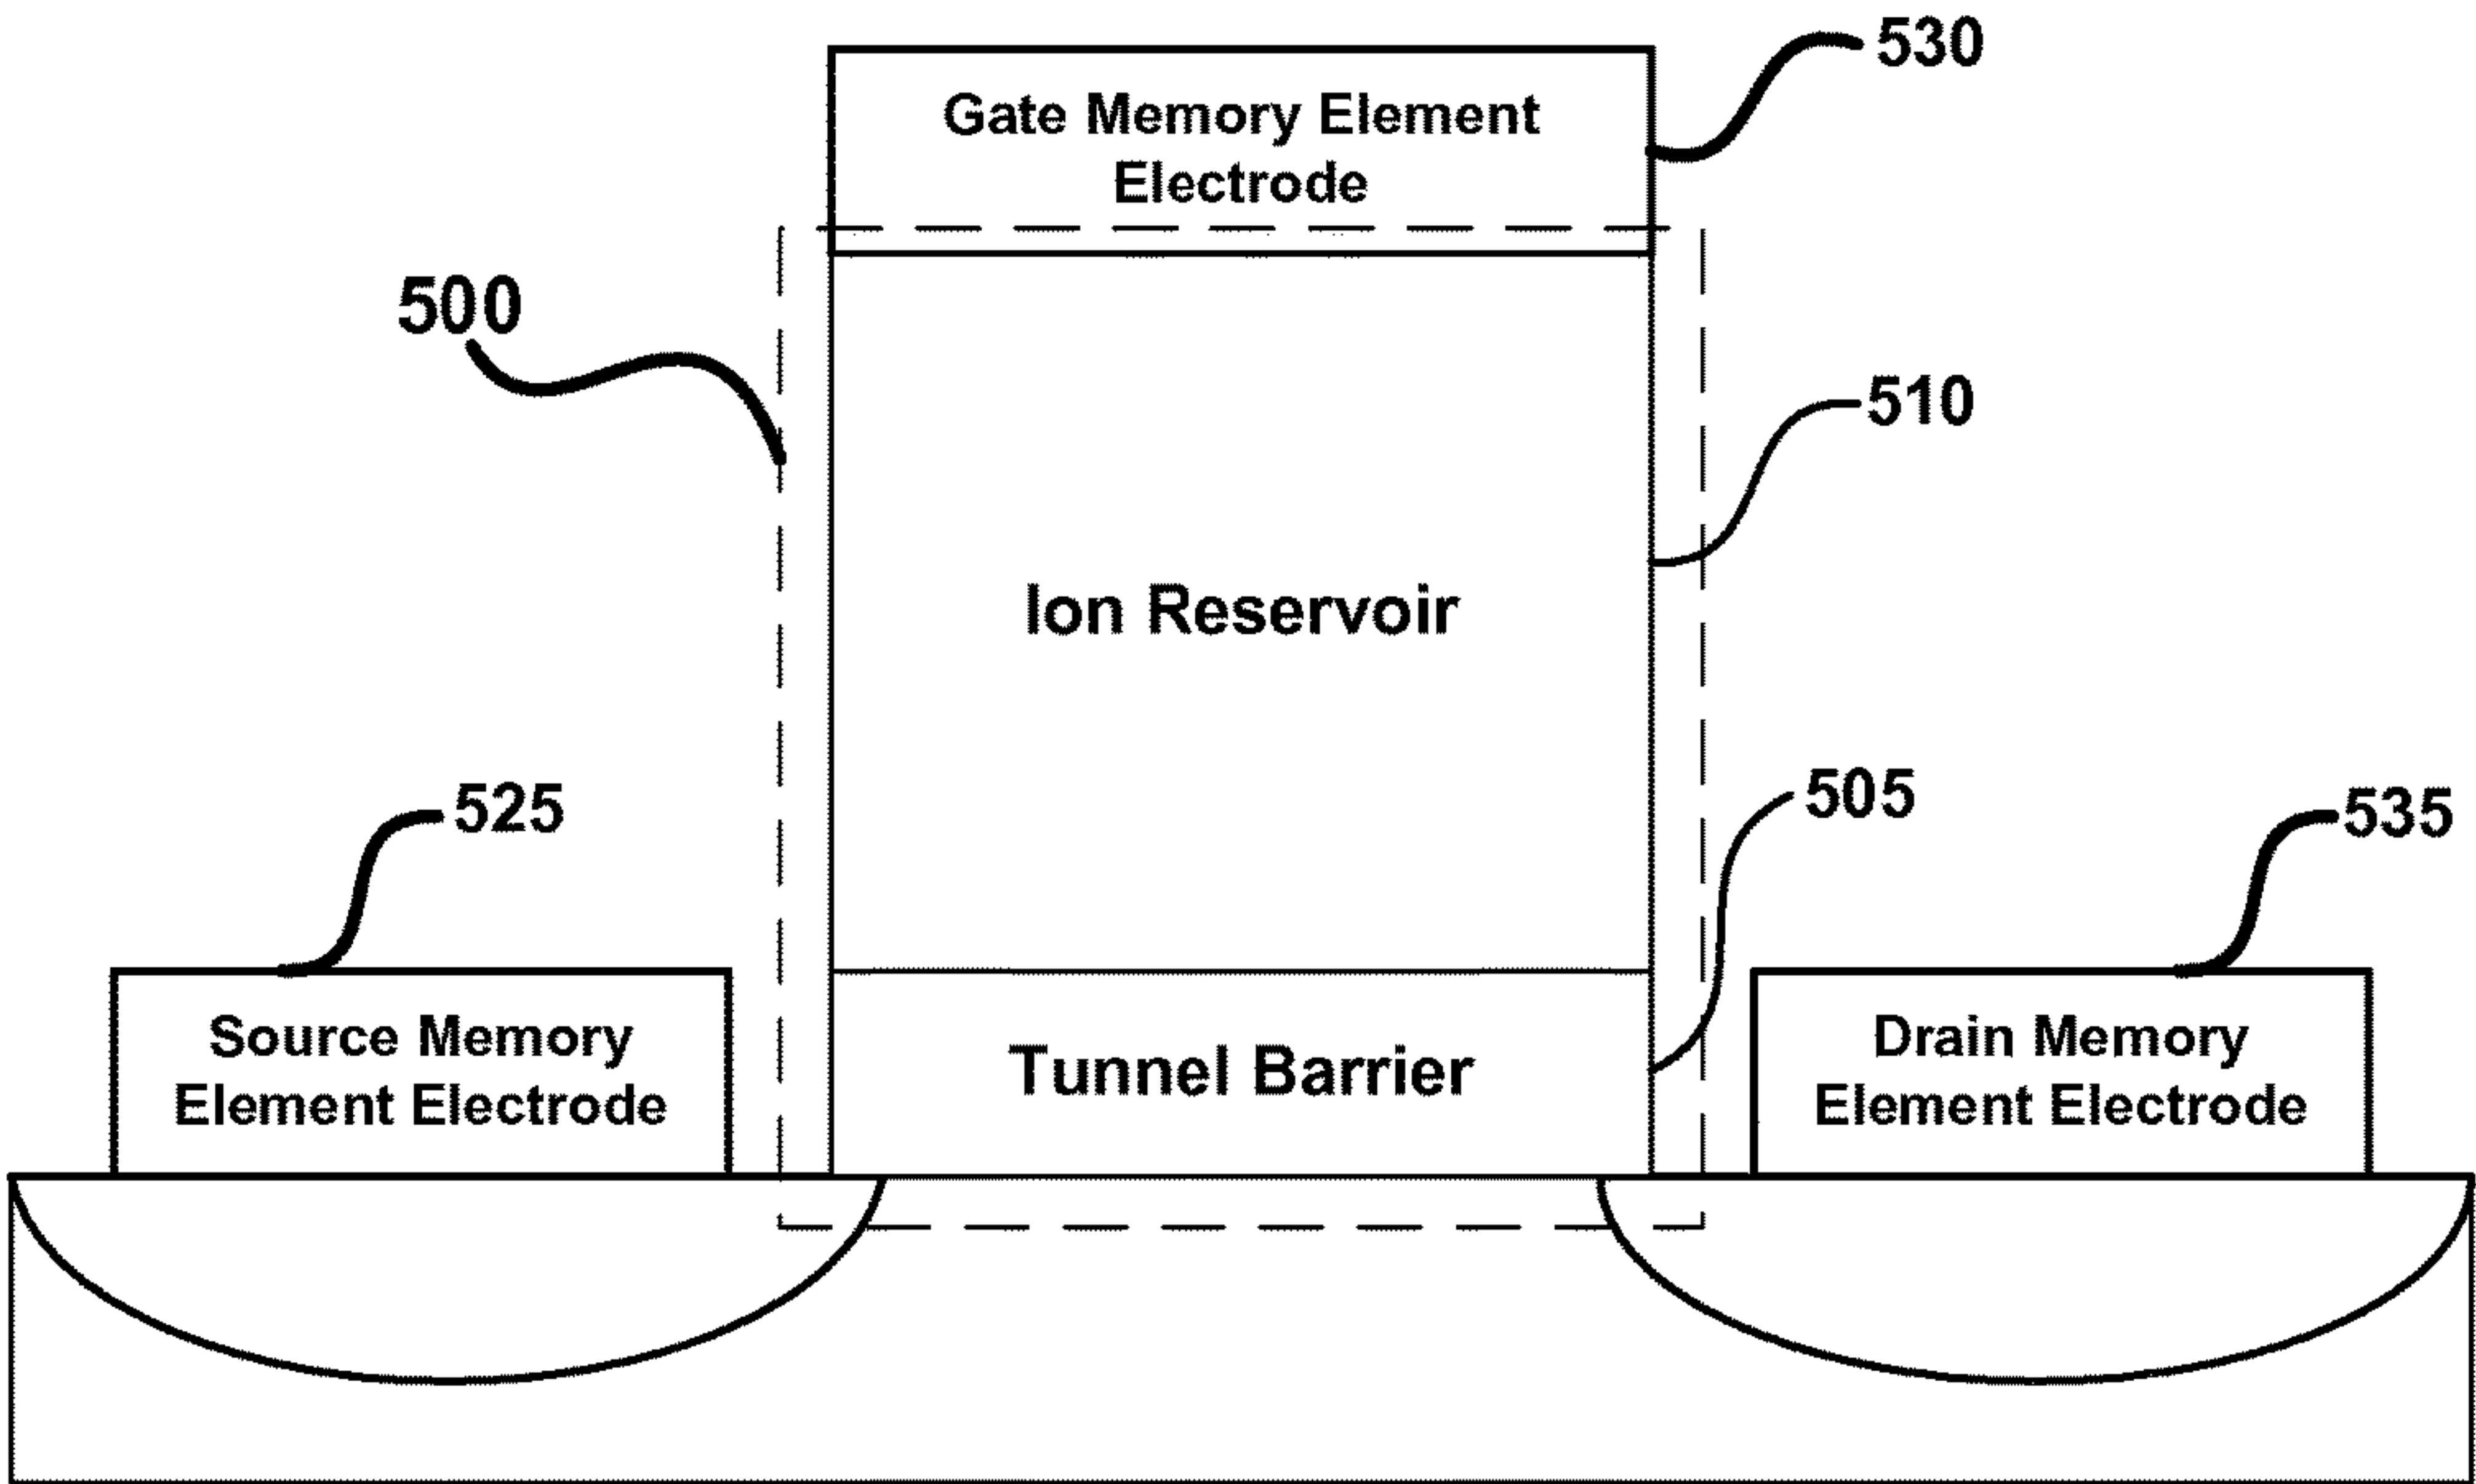 530
Gate Memory Element
Electrode
500
510
Ion Reservoir
525
505
535
Source Memory
Element Electrode
Tunnel Barrier
Drain Memory
Element Electrode